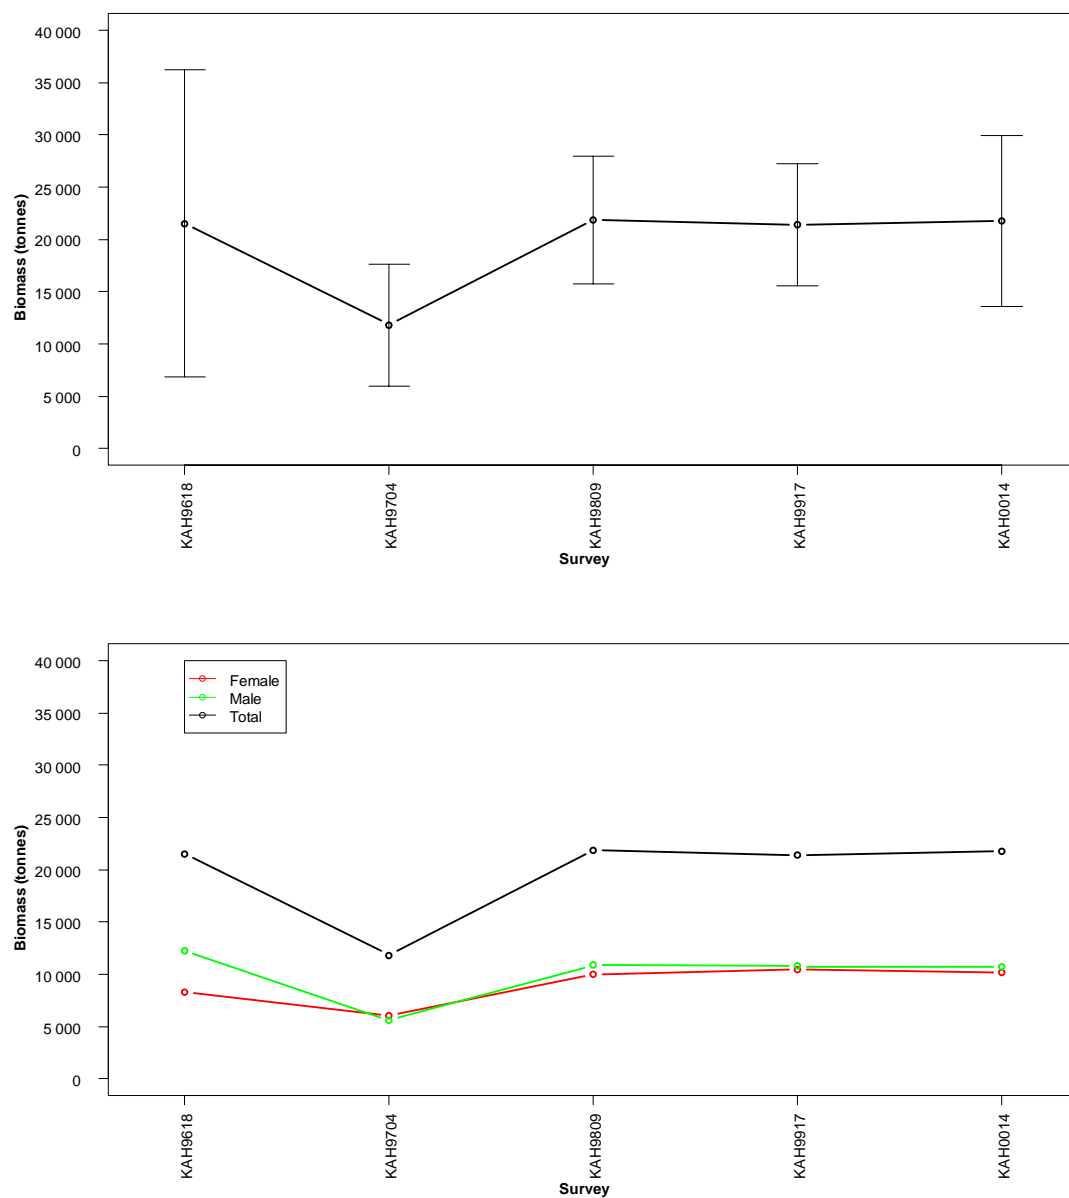 40 000
35 000
30 000
25 000
20 000
15 000
10 000
5 000
0
Biomass (tonnes)
KAH9618
KAH9704
KAH9809
KAH9917
KAH0014
Survey
40 000
35 000
30 000
25 000
20 000
15 000
10 000
5 000
0
Biomass (tonnes)
Female
Male
Total
KAH9618
KAH9704
KAH9809
KAH9917
KAH0014
Survey